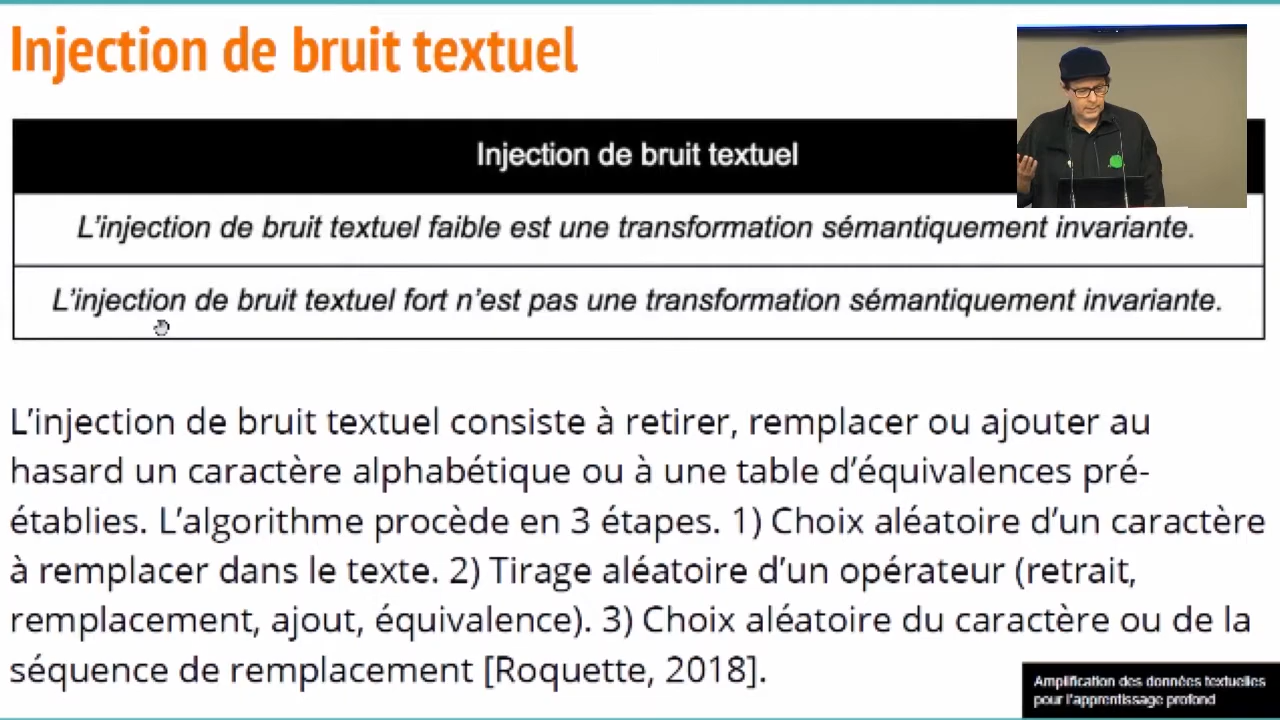 Injection de bruit textuel
Injection de bruit textuel
L'injection de bruit textuel faible est une transformation sémantiquement invariante.
L'injection de bruit textuel fort n'est pas une transformation sémantiquement invariante.
L'injection de bruit textuel consiste à retirer, remplacer ou ajouter au
hasard un caractère alphabétique ou à une table d'équivalences pré-
établies. L'algorithme procède en 3 étapes. 1) Choix aléatoire d'un caractère
à remplacer dans le texte. 2) Tirage aléatoire d'un opérateur (retrait,
remplacement, ajout, équivalence). 3) Choix aléatoire du caractère ou de la
séquence de remplacement [Roquette, 2018].
Amplification des données textuelles
pour l'apprentissage profond